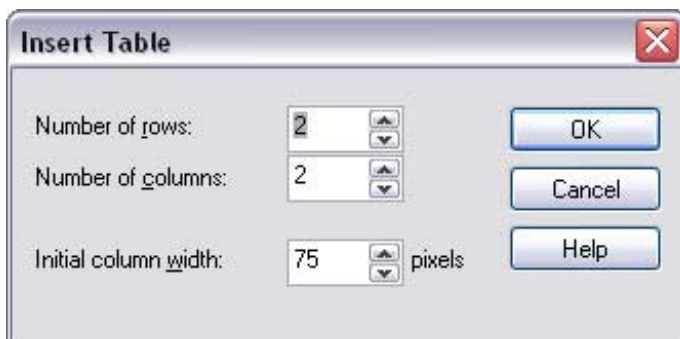 Insert Table
Number of rows: 2
OK
Number of columns: 2
Cancel
Initial column width: 75 pixels
Help